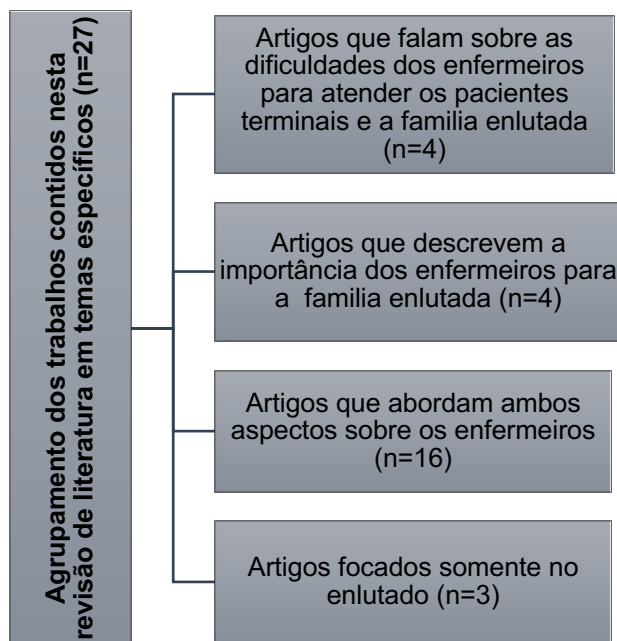 Agrupamento dos trabalhos contidos nesta
revisão de literatura em temas específicos (n=27)
Artigos que falam sobre as
dificuldades dos enfermeiros
para atender os pacientes
terminais e a familia enlutada
(n=4)
Artigos que descrevem a
importância dos enfermeiros para
a familia enlutada (n=4)
Artigos que abordam ambos
aspectos sobre os enfermeiros
(n=16)
Artigos focados somente no
enlutado (n=3)